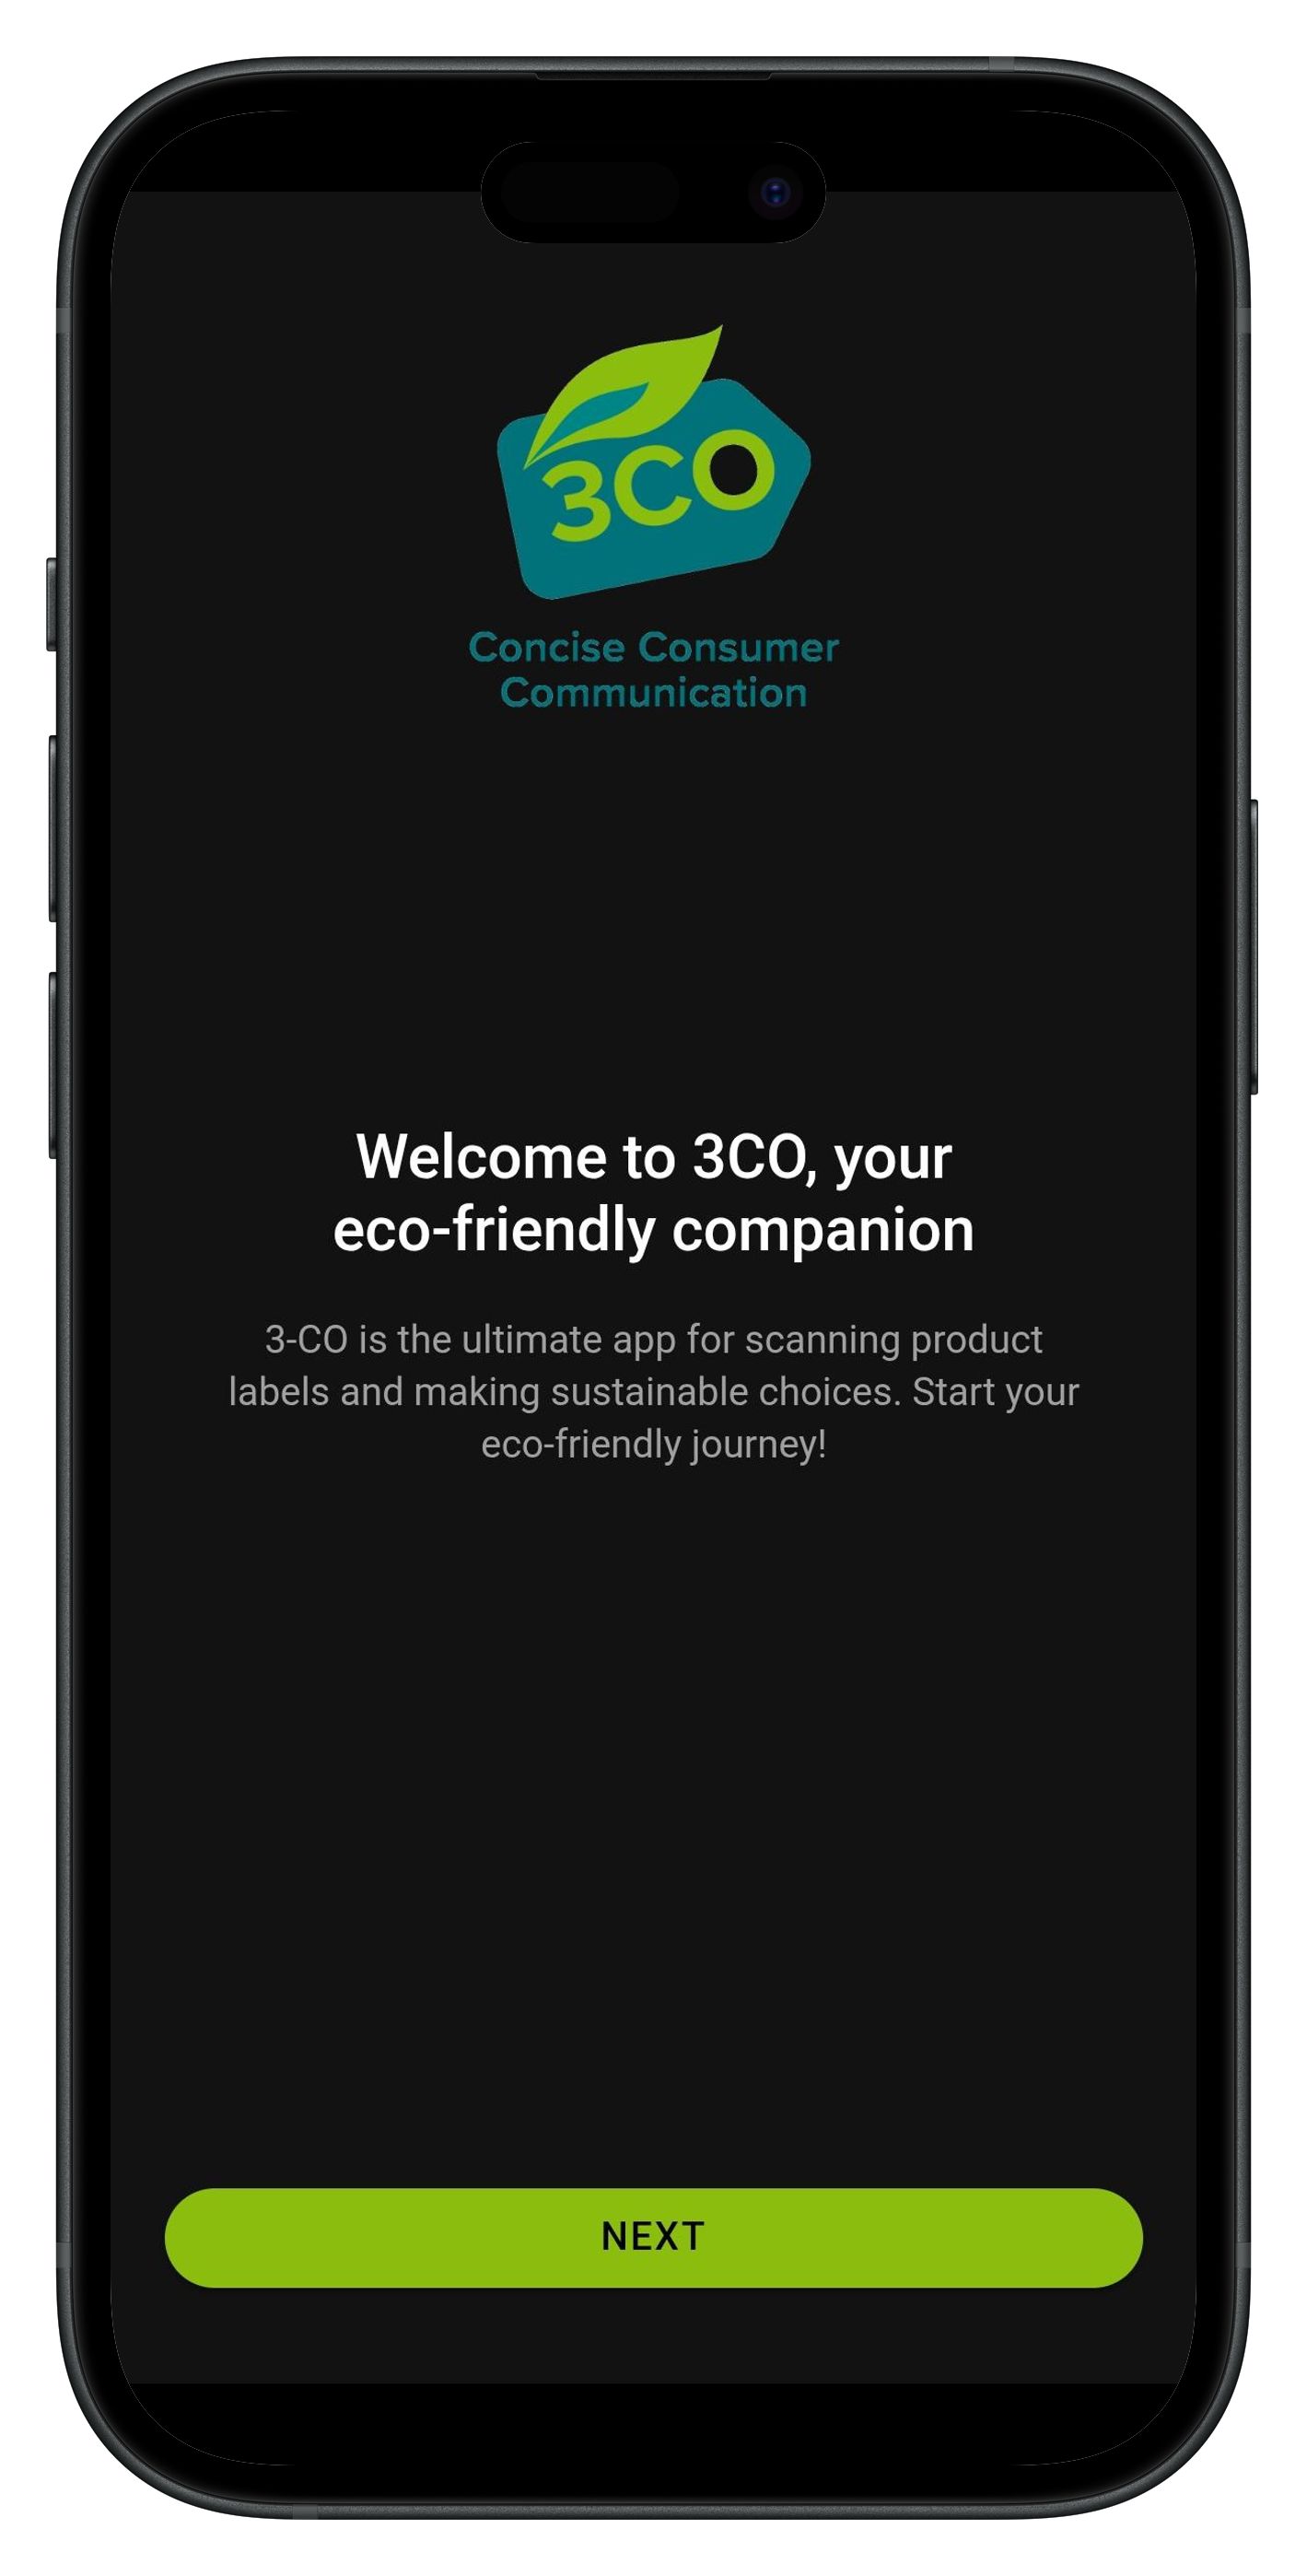 3CO
Concise Consumer
Communication
Welcome to 3CO, your
eco-friendly companion
3-CO is the ultimate app for scanning product
labels and making sustainable choices. Start your
eco-friendly journey!
NEXT